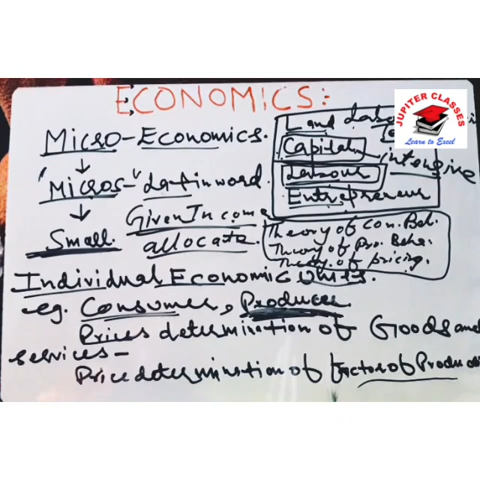 ECONOMICS:-
JUPITER CLASSES
Learn to Excel
Micro-Economics.
"Micros-" Latin word.
Small.
Given Income
allocate
Land
Capital
intensive
Labour
Entrepreneur
Theory of Con. Beh.
Theory of Pro. Beha.
Theory of pricing.
Individual Economic Units.
eg. Consumer, Producer
Prices determination of Goods and
services-
Price determination of factor of Produc